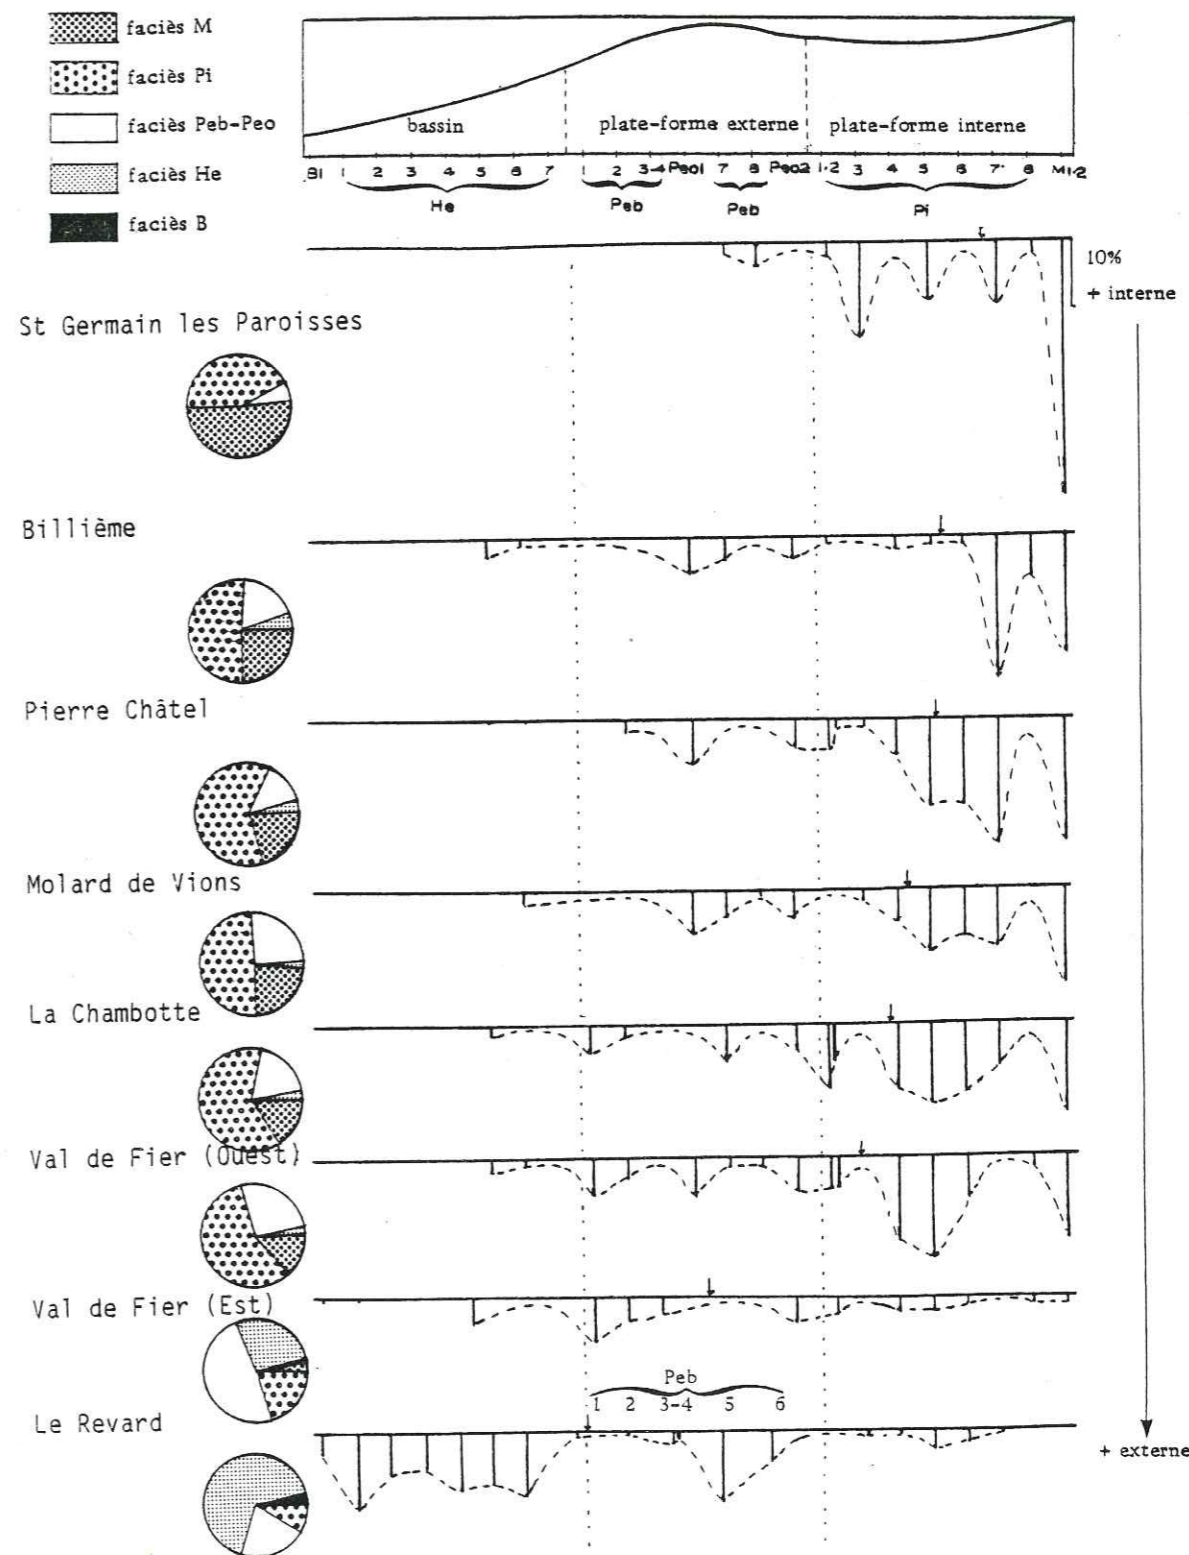 faciès M
faciès Pi
faciès Peb-Peo
faciès He
faciès B
bassin plate-forme externe plate-forme interne
B1 1 2 3 4 5 6 7 1 2 3-4 Peo1 7 8 Peo2 1-2 3 4 5 6 7 8 M1-2
He Peb Peb Pi
10%
+ interne
St Germain les Paroisses
Billième
Pierre Châtel
Molard de Vions
La Chambotte
Val de Fier (Ouest)
Val de Fier (Est)
Peb
1 2 3-4 5 6
Le Revard
+ externe